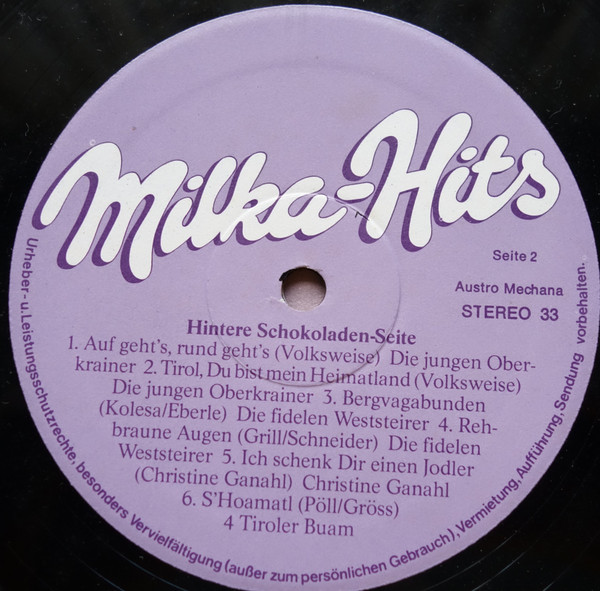 Milka-Hits
Seite 2
Austro Mechana
STEREO 33
Hintere Schokoladen-Seite
1. Auf geht's, rund geht's (Volksweise) Die jungen Ober-
krainer 2. Tirol, Du bist mein Heimatland (Volksweise)
Die jungen Oberkrainer 3. Bergvagabunden
(Kolesa/Eberle) Die fidelen Weststeirer 4. Reh-
braune Augen (Grill/Schneider) Die fidelen
Weststeirer 5. Ich schenk Dir einen Jodler
(Christine Ganahl) Christine Ganahl
6. S'Hoamatl (Pöll/Gröss)
4 Tiroler Buam
Urheber- u. Leistungsschutzrechte, besonders Vervielfältigung (außer zum persönlichen Gebrauch), Vermietung, Aufführung, Sendung vorbehalten.